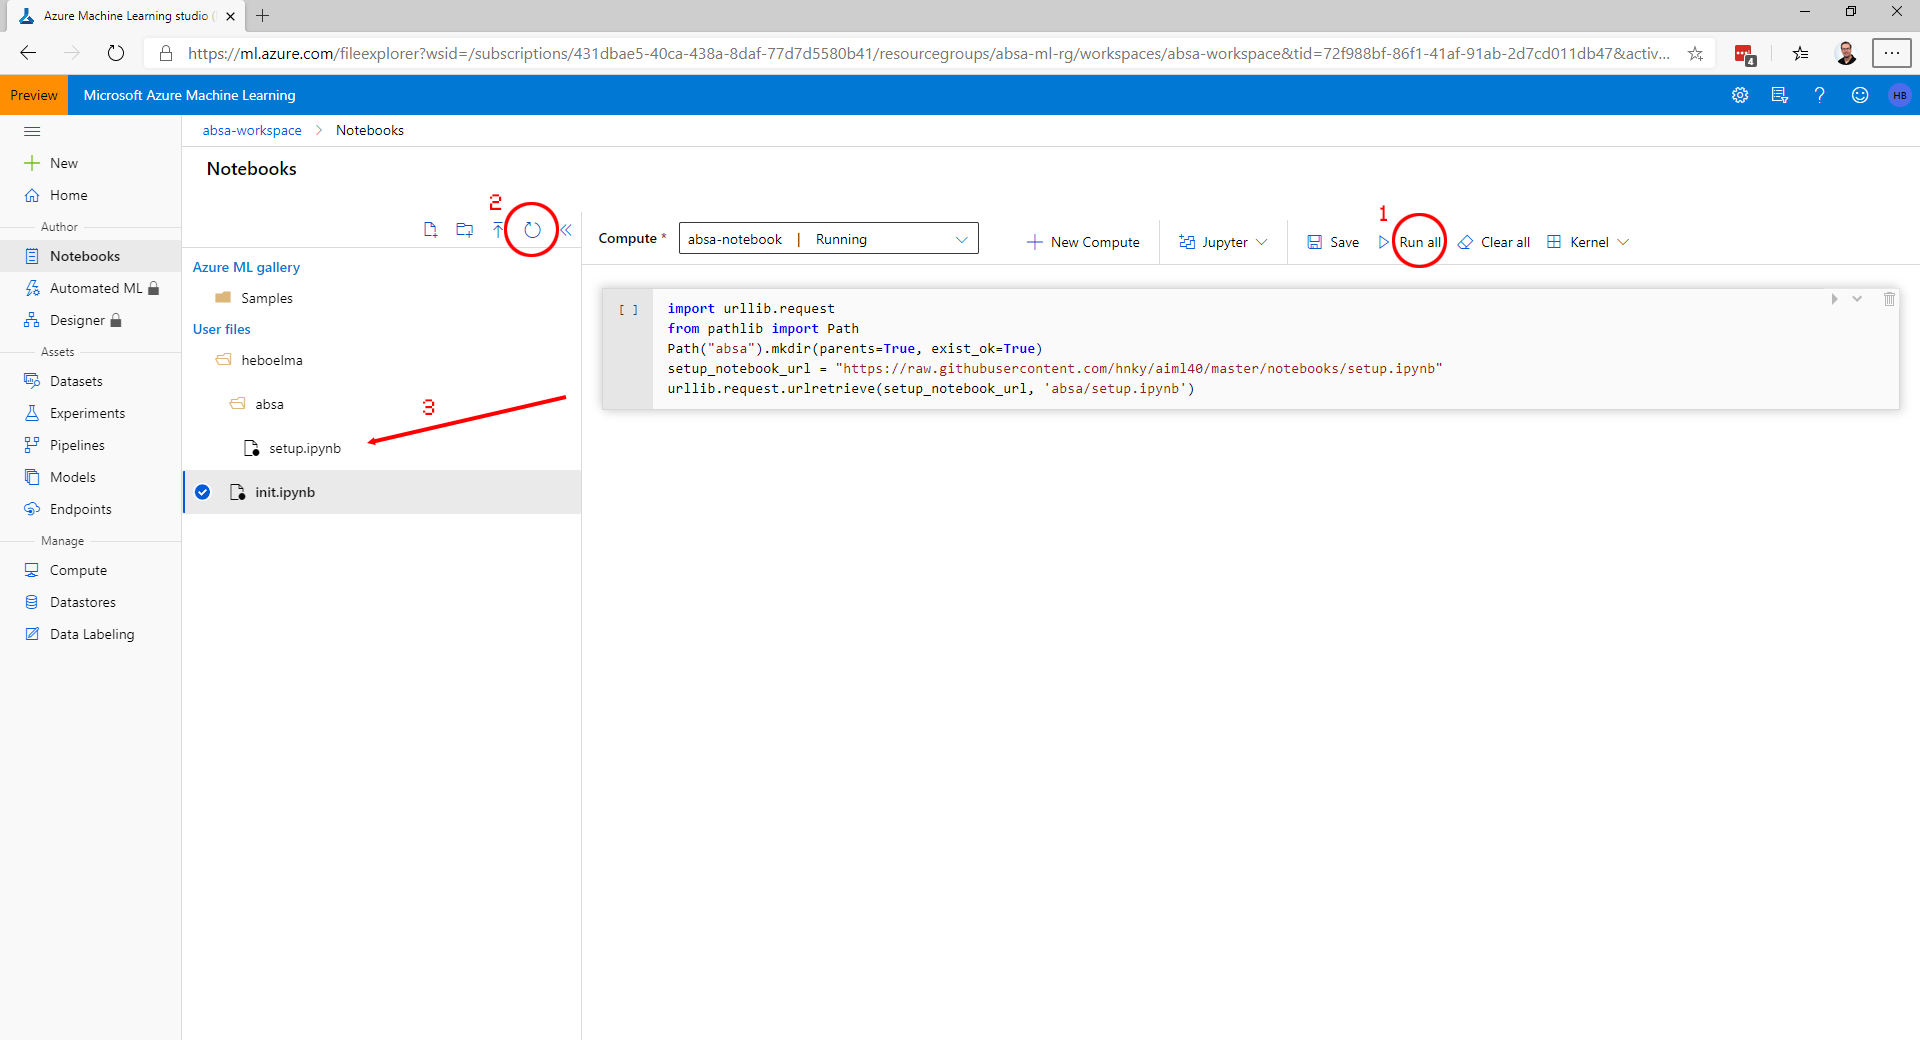 Azure Machine Learning studio (
https://ml.azure.com/fileexplorer?wsid=/subscriptions/431dbae5-40ca-438a-8daf-77d7d5580b41/resourcegroups/absa-ml-rg/workspaces/absa-workspace&tid=72f988bf-86f1-41af-91ab-2d7cd011db47&activ...
4
Preview
Microsoft Azure Machine Learning
HB
absa-workspace > Notebooks
New
Home
Author
Notebooks
Automated ML
Designer
Assets
Datasets
Experiments
Pipelines
Models
Endpoints
Manage
Compute
Datastores
Data Labeling
Notebooks
2
Azure ML gallery
Samples
User files
heboelma
absa
3
setup.ipynb
init.ipynb
1
Compute * absa-notebook | Running New Compute Jupyter Save Run all Clear all Kernel
[ ]
import urllib.request
from pathlib import Path
Path("absa").mkdir(parents=True, exist_ok=True)
setup_notebook_url = "https://raw.githubusercontent.com/hnky/aiml40/master/notebooks/setup.ipynb"
urllib.request.urlretrieve(setup_notebook_url, 'absa/setup.ipynb')